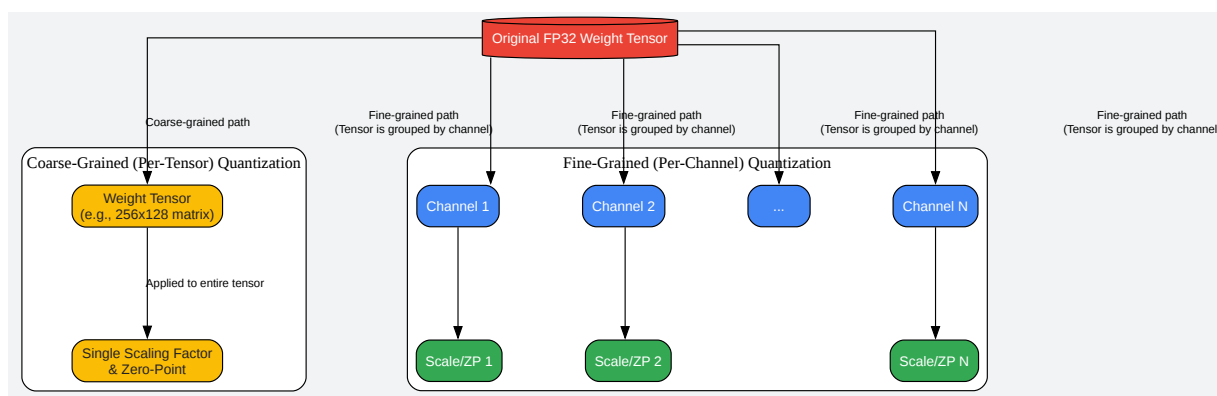 Original FP32 Weight Tensor
Coarse-grained path
Fine-grained path
(Tensor is grouped by channel)
Fine-grained path
(Tensor is grouped by channel)
Fine-grained path
(Tensor is grouped by channel)
Fine-grained path
(Tensor is grouped by channel
Coarse-Grained (Per-Tensor) Quantization
Fine-Grained (Per-Channel) Quantization
Weight Tensor
(e.g., 256x128 matrix)
Channel 1
Channel 2
...
Channel N
Applied to entire tensor
Single Scaling Factor
& Zero-Point
Scale/ZP 1
Scale/ZP 2
Scale/ZP N